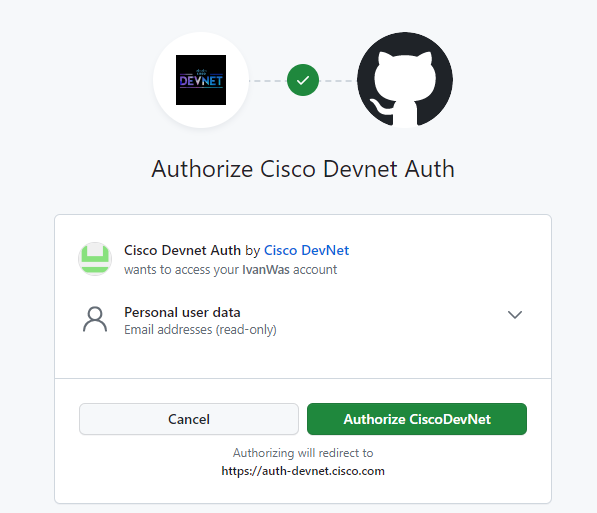 DEVNET
Authorize Cisco Devnet Auth
Cisco Devnet Auth by Cisco DevNet
wants to access your IvanWas account
Personal user data
Email addresses (read-only)
Cancel
Authorize CiscoDevNet
Authorizing will redirect to
https://auth-devnet.cisco.com